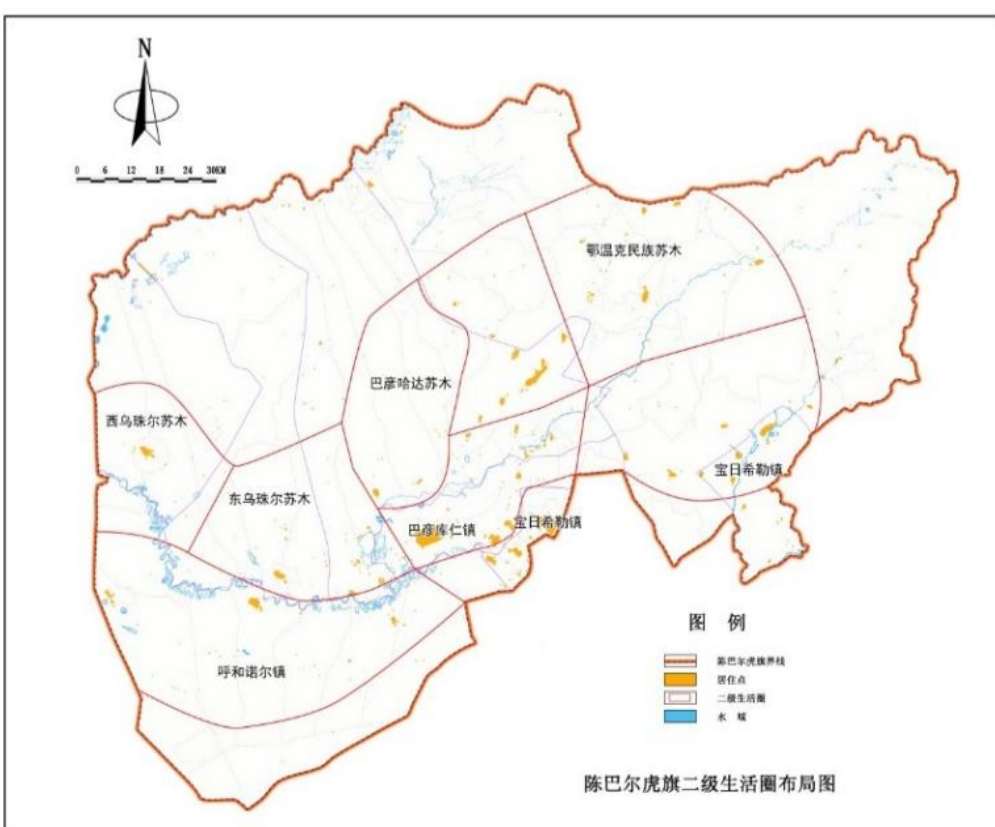 N
0 6 12 18 24 30KM
鄂温克民族苏木
巴彦哈达苏木
西乌珠尔苏木
宝日希勒镇
东乌珠尔苏木
巴彦库仁镇
宝日希勒镇
呼和诺尔镇
图 例
陈巴尔虎旗界线
居住点
二级生活圈
水 域
陈巴尔虎旗二级生活圈布局图